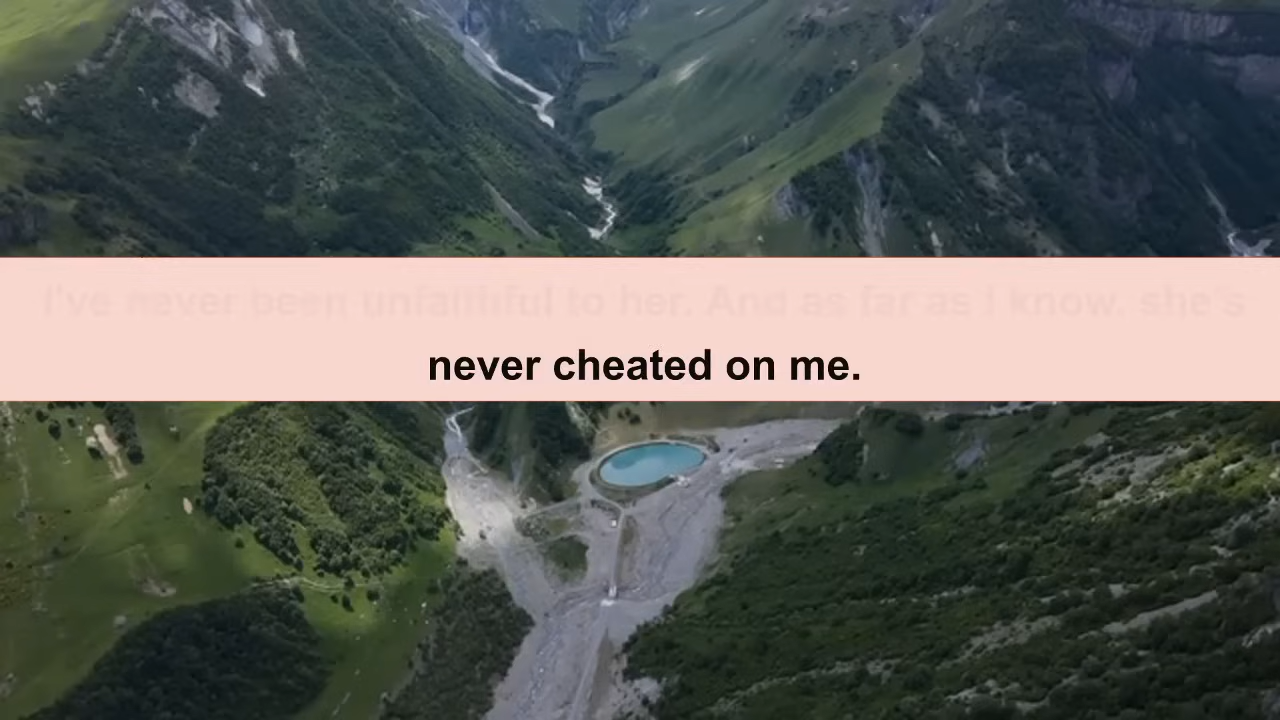 I've never been unfaithful to her. And as far as I know, she's
never cheated on me.